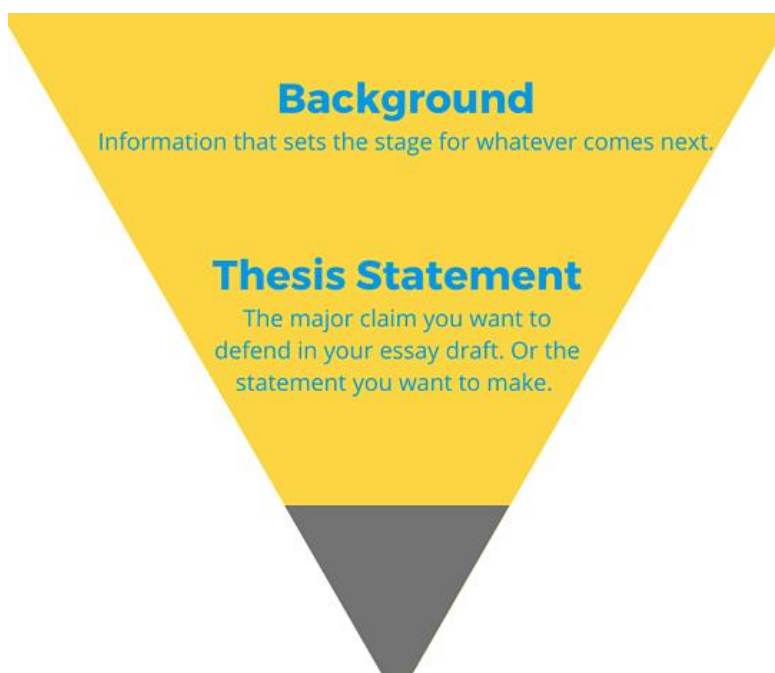 Background
Information that sets the stage for whatever comes next.
Thesis Statement
The major claim you want to
defend in your essay draft. Or the
statement you want to make.